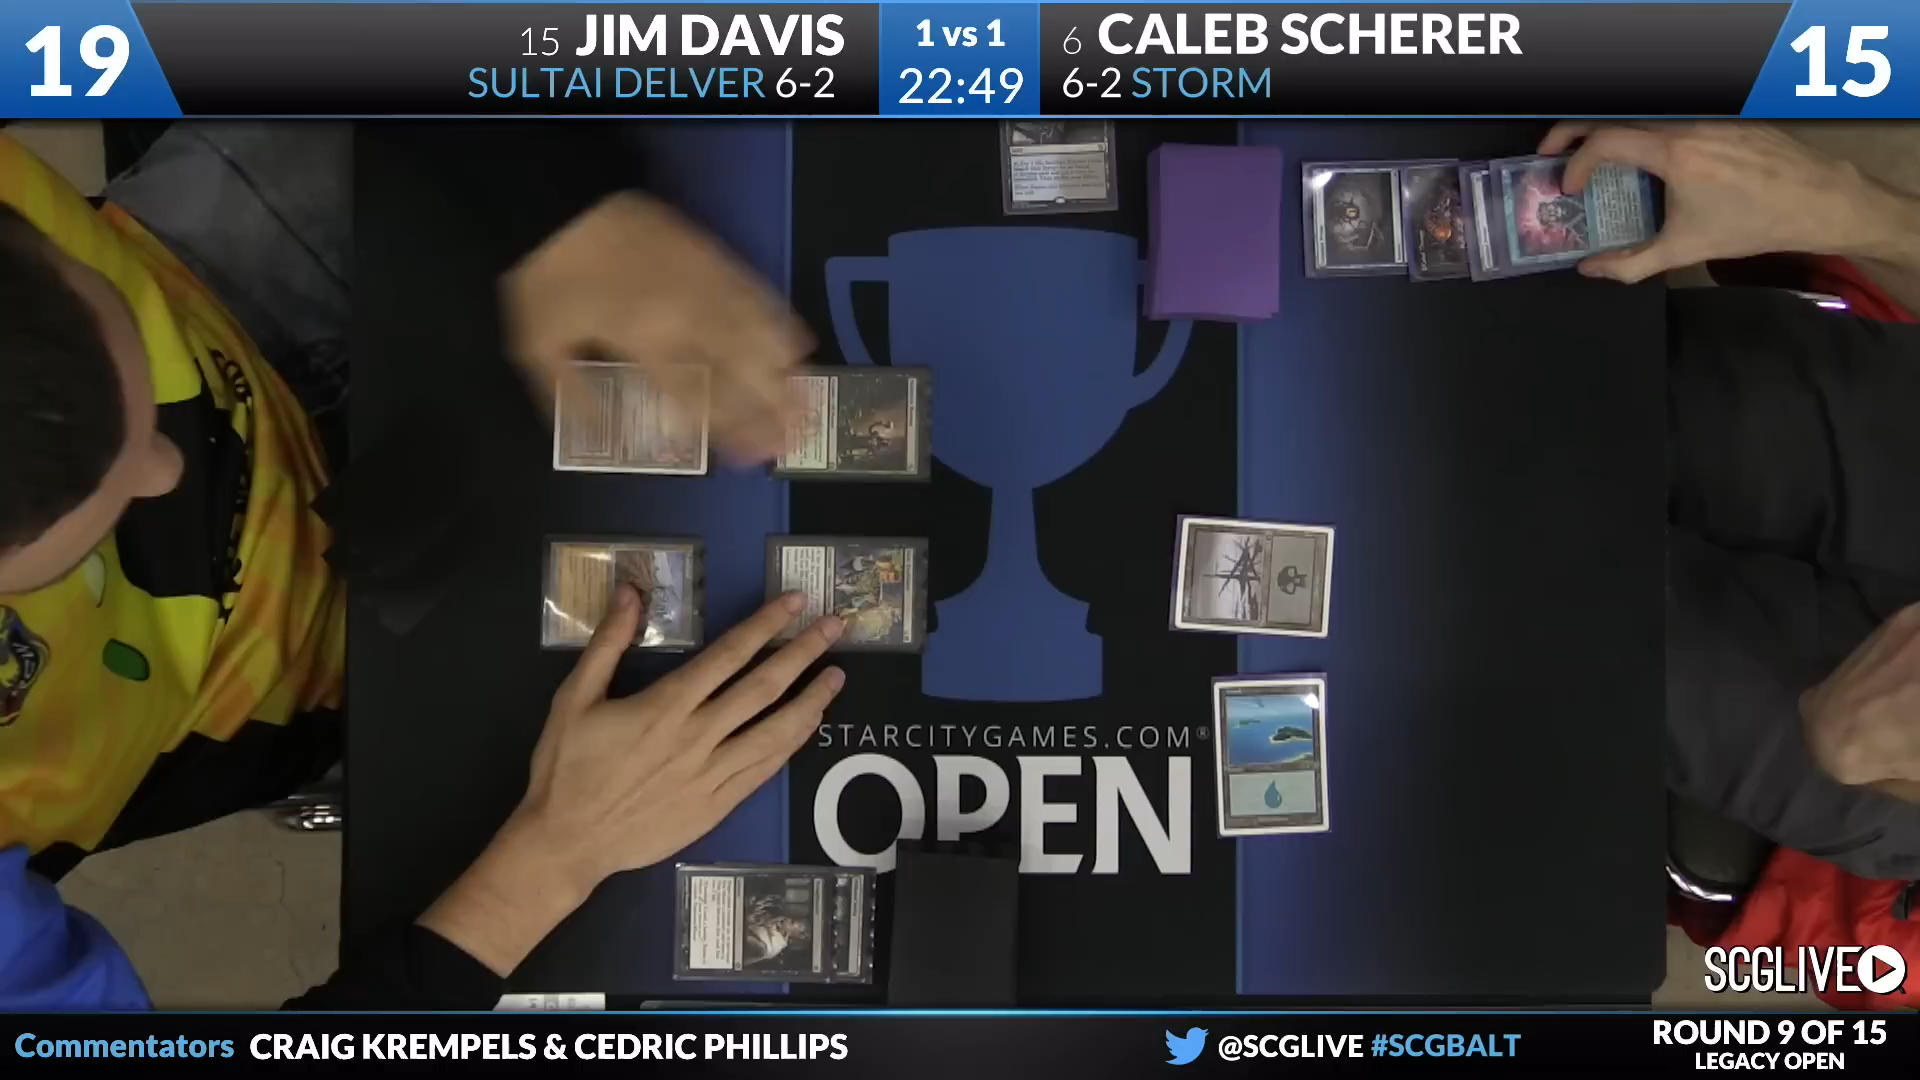 19
15 JIM DAVIS
SULTAI DELVER 6-2
1 vs 1
22:49
6 CALEB SCHERER
6-2 STORM
15
STARCITYGAMES.COM®
OPEN
SCGLIVE
Commentators CRAIG KREMPELS & CEDRIC PHILLIPS
@SCGLIVE #SCGBALT
ROUND 9 OF 15
LEGACY OPEN